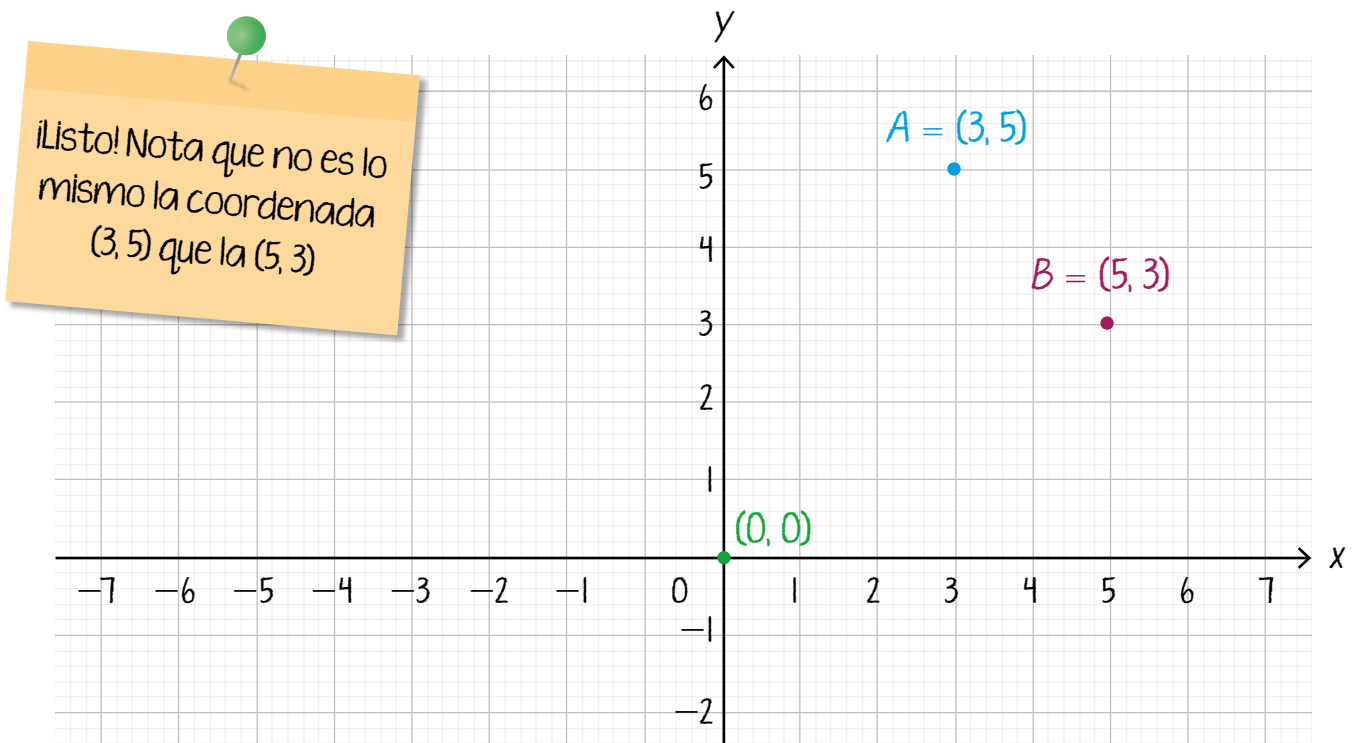 y
¡Listo! Nota que no es lo
mismo la coordenada
(3, 5) que la (5, 3)
6
A = (3, 5)
5
4
B = (5, 3)
3
2
1
(0, 0)
x
−7 −6 −5 −4 −3 −2 −1 0 1 2 3 4 5 6 7
−1
−2